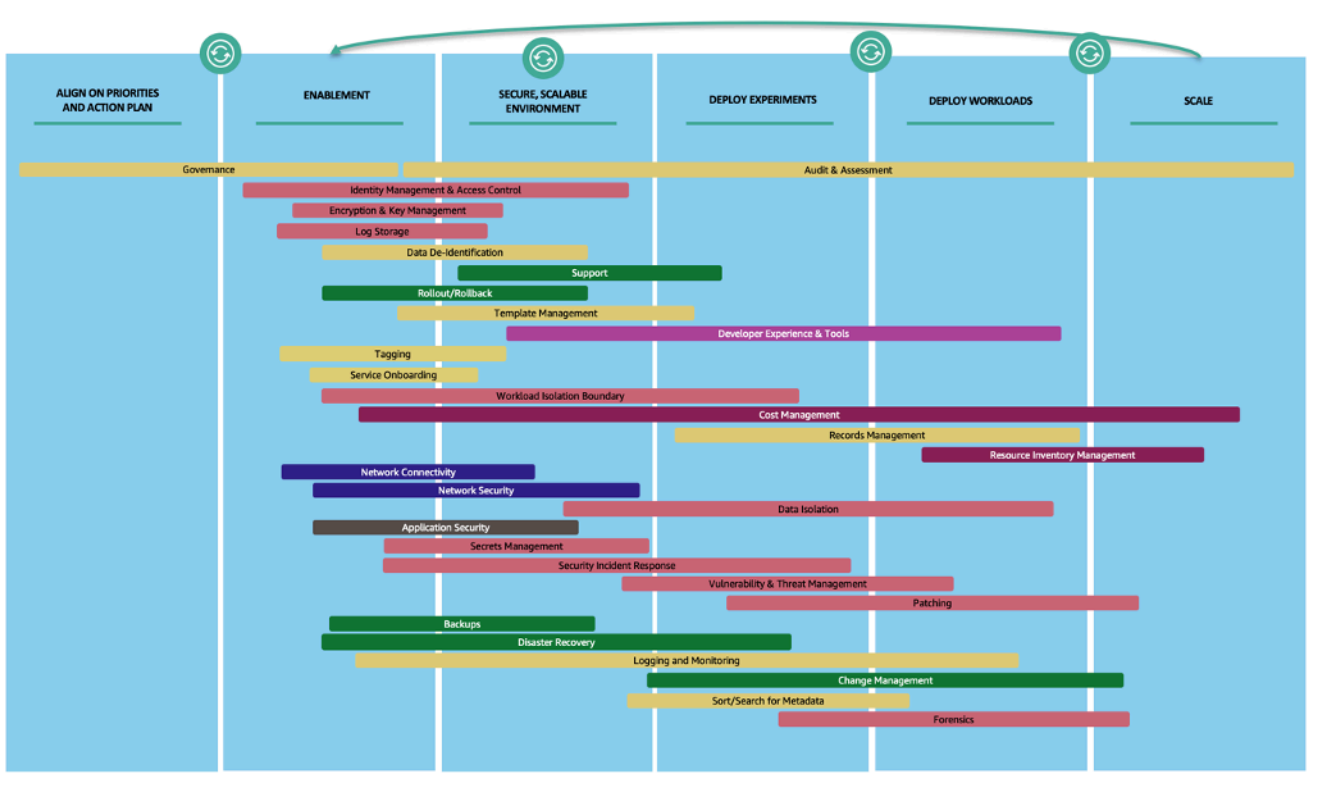 ALIGN ON PRIORITIES
AND ACTION PLAN
ENABLEMENT
SECURE, SCALABLE
ENVIRONMENT
DEPLOY EXPERIMENTS
DEPLOY WORKLOADS
SCALE
Governance
Audit & Assessment
Identity Management & Access Control
Encryption & Key Management
Log Storage
Data De-Identification
Support
Rollout/Rollback
Template Management
Developer Experience & Tools
Tagging
Service Onboarding
Workload Isolation Boundary
Cost Management
Records Management
Resource Inventory Management
Network Connectivity
Network Security
Data Isolation
Application Security
Secrets Management
Security Incident Response
Vulnerability & Threat Management
Patching
Backups
Disaster Recovery
Logging and Monitoring
Change Management
Sort/Search for Metadata
Forensics